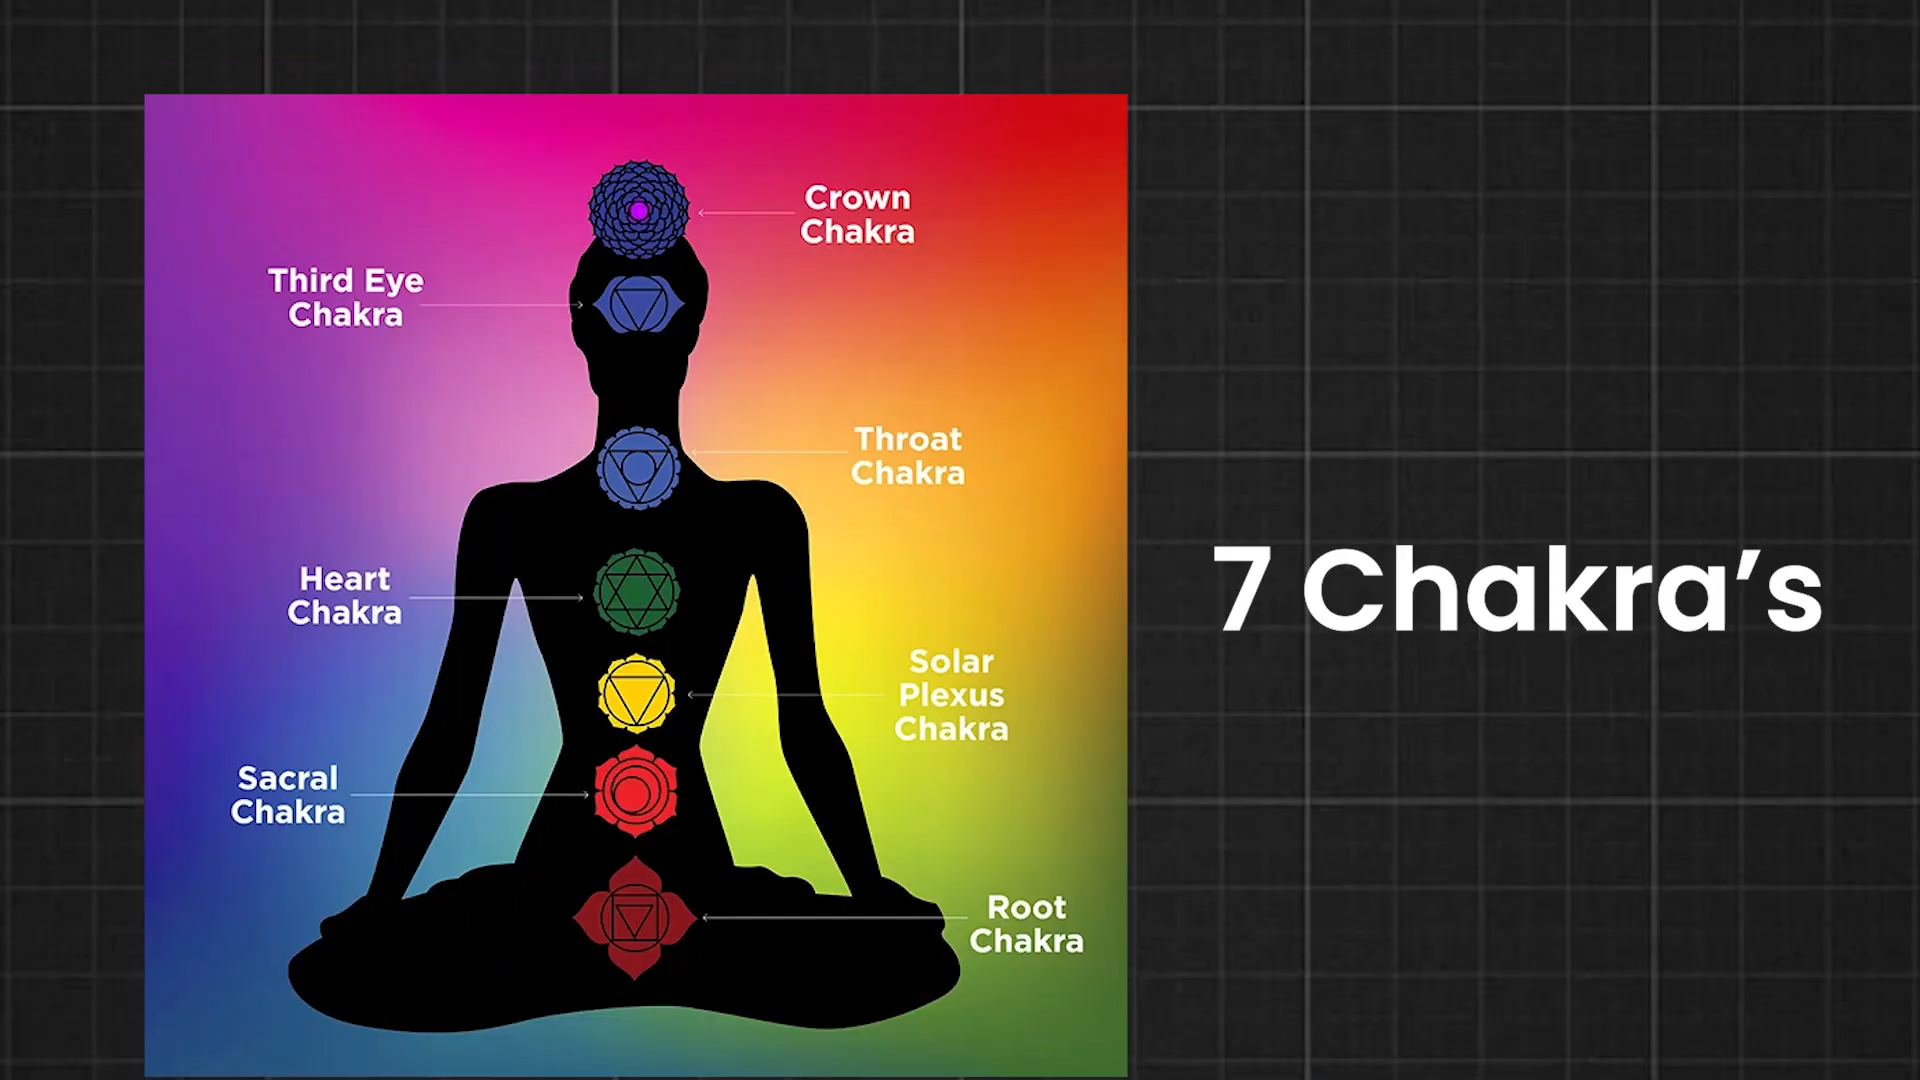 Crown
Chakra
Third Eye
Chakra
Throat
Chakra
Heart
Chakra
7 Chakra’s
Solar
Plexus
Chakra
Sacral
Chakra
Root
Chakra